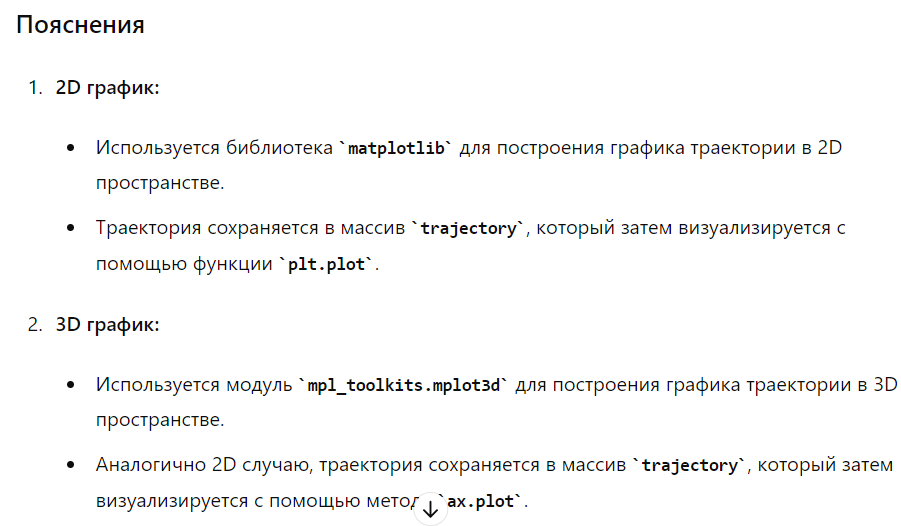 Пояснения
1. 2D график:
• Используется библиотека `matplotlib` для построения графика траектории в 2D
пространстве.
• Траектория сохраняется в массив `trajectory`, который затем визуализируется с
помощью функции `plt.plot`.
2. 3D график:
• Используется модуль `mpl_toolkits.mplot3d` для построения графика траектории в 3D
пространстве.
• Аналогично 2D случаю, траектория сохраняется в массив `trajectory`, который затем
визуализируется с помощью метод `ax.plot`.